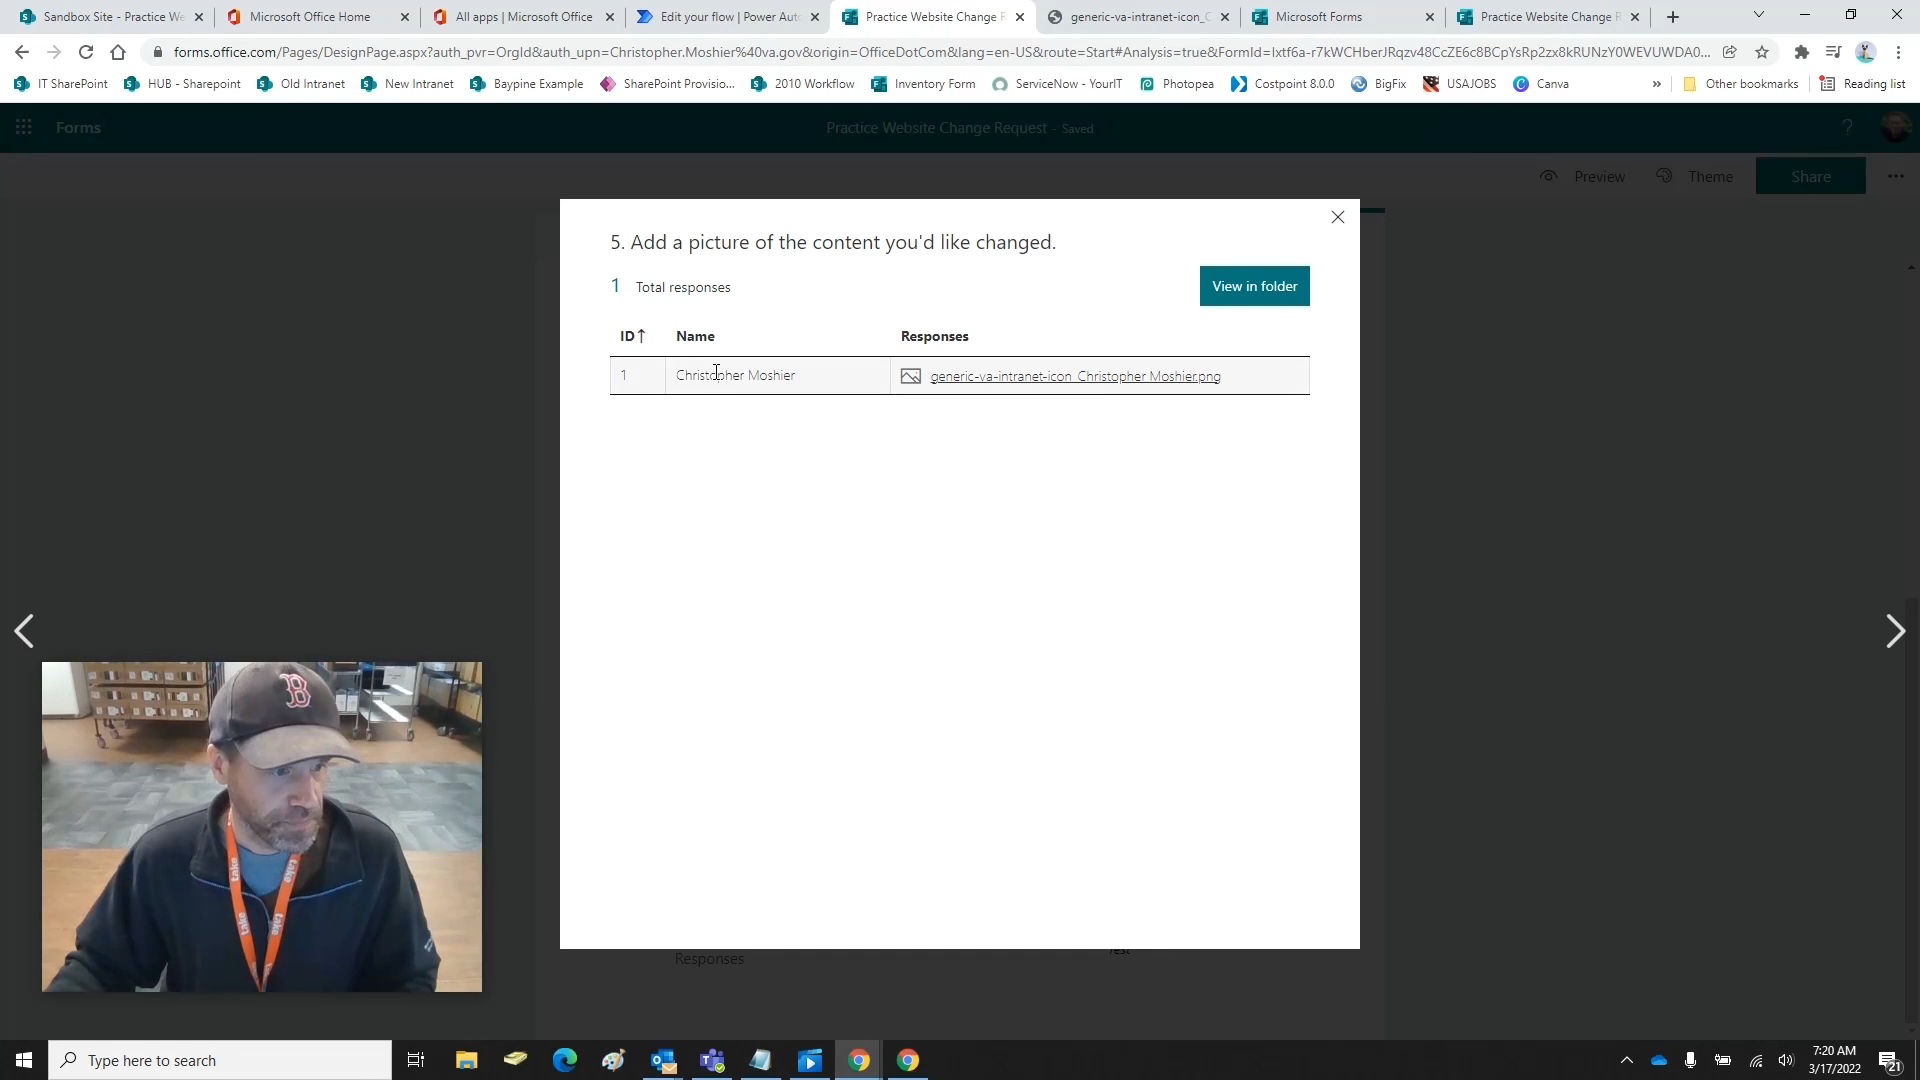 Sandbox Site - Practice We
Microsoft Office Home
All apps | Microsoft Office
Edit your flow | Power Auto
Practice Website Change R
generic-va-intranet-icon_C
Microsoft Forms
Practice Website Change R
forms.office.com/Pages/DesignPage.aspx?auth_pvr=OrgId&auth_upn=Christopher.Moshier%40va.gov&origin=OfficeDotCom&lang=en-US&route=Start#Analysis=true&FormId=
IT SharePoint
HUB - Sharepoint
Old Intranet
New Intranet
Baypine Example
SharePoint Provisio...
2010 Workflow
Inventory Form
ServiceNow - YourIT
Photopea
Costpoint 8.0.0
BigFix
USAJOBS
Canva
»
Other bookmarks
Reading list
Forms
Practice Website Change Request - Saved
?
Preview
Theme
Share
5. Add a picture of the content you'd like changed.
1 Total responses
View in folder
ID↑ Name Responses
1 Christopher Moshier generic-va-intranet-icon_Christopher Moshier.png
Responses
B
take
take
take
take
Type here to search
7:20 AM
3/17/2022
21